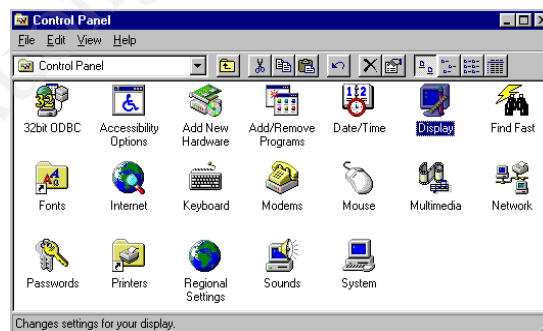 Control Panel
File Edit View Help
Control Panel
32bit ODBC
Accessibility Options
Add New Hardware
Add/Remove Programs
Date/Time
Display
Find Fast
Fonts
Internet
Keyboard
Modems
Mouse
Multimedia
Network
Passwords
Printers
Regional Settings
Sounds
System
Changes settings for your display.